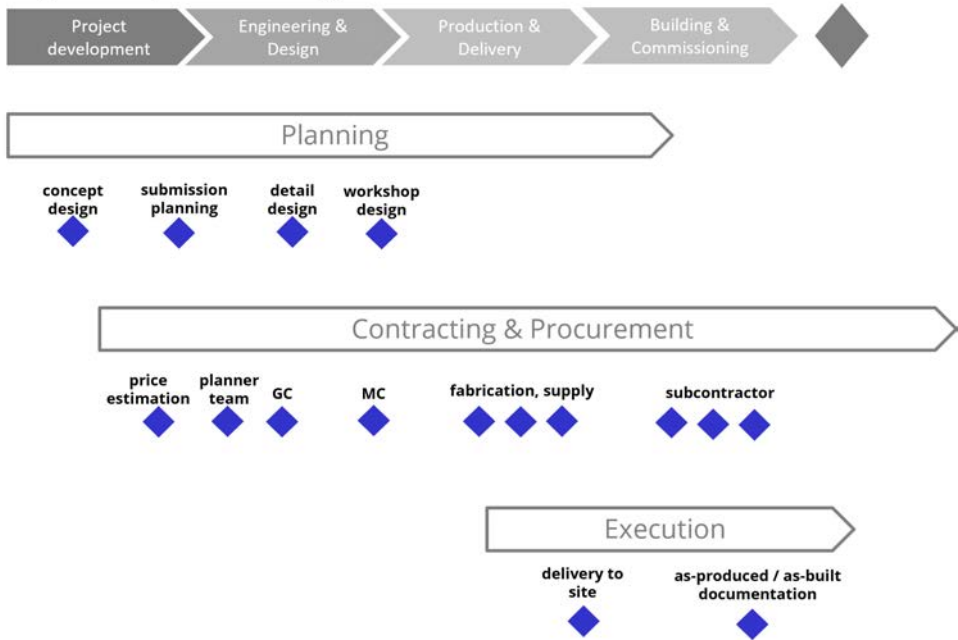 Project
development
Engineering &
Design
Production &
Delivery
Building &
Commissioning
Planning
concept
design
submission
planning
detail
design
workshop
design
Contracting & Procurement
price
estimation
planner
team
GC
MC
fabrication, supply
subcontractor
Execution
delivery to
site
as-produced / as-built
documentation